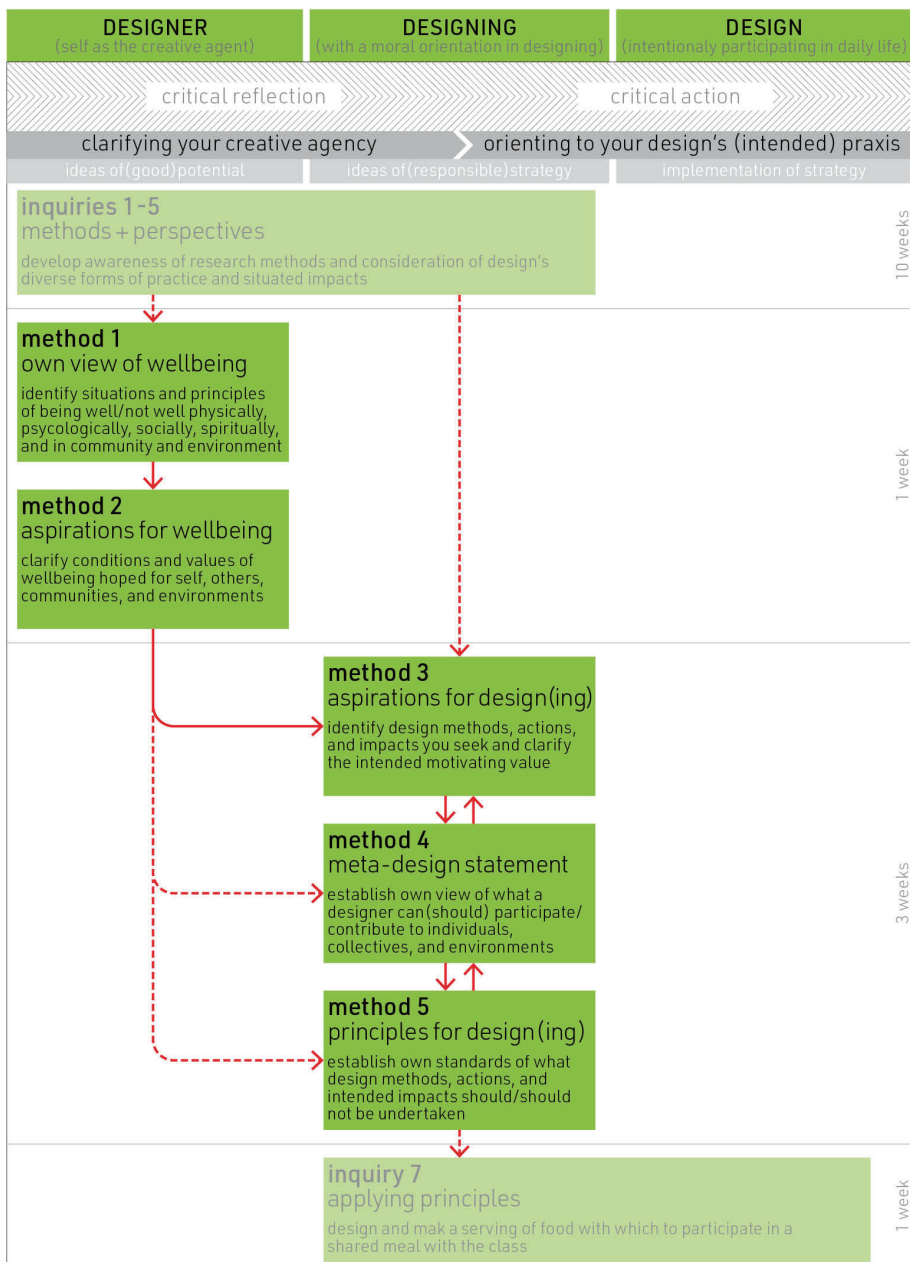 DESIGNER
(self as the creative agent)
DESIGNING
(with a moral orientation in designing)
DESIGN
(intentionaly participating in daily life)
critical reflection
critical action
clarifying your creative agency
orienting to your design's (intended) praxis
ideas of(good)potential
ideas of(responsible)strategy
implementation of strategy
inquiries 1-5
methods + perspectives
develop awareness of research methods and consideration of design's
diverse forms of practice and situated impacts
10 weeks
method 1
own view of wellbeing
identify situations and principles
of being well/not well physically,
psycologically, socially, spiritually,
and in community and environment
method 2
aspirations for wellbeing
clarify conditions and values of
wellbeing hoped for self, others,
communities, and environments
1 week
method 3
aspirations for design(ing)
identify design methods, actions,
and impacts you seek and clarify
the intended motivating value
method 4
meta-design statement
establish own view of what a
designer can(should) participate/
contribute to individuals,
collectives, and environments
method 5
principles for design(ing)
establish own standards of what
design methods, actions, and
intended impacts should/should
not be undertaken
3 weeks
inquiry 7
applying principles
design and mak a serving of food with which to participate in a
shared meal with the class
1 week